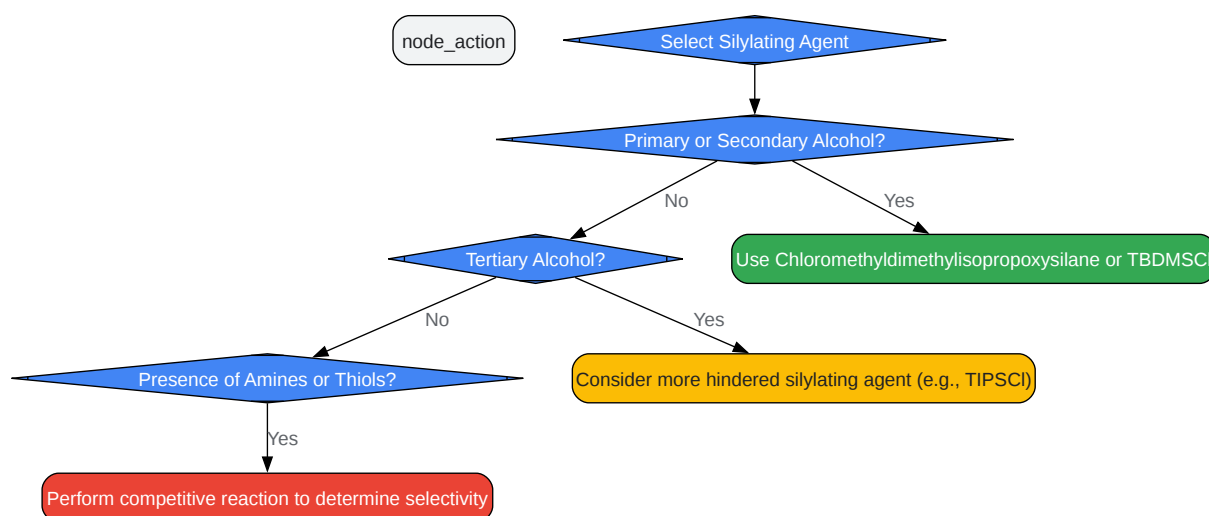 node_action
Select Silylating Agent
Primary or Secondary Alcohol?
No
Yes
Tertiary Alcohol?
Use Chloromethyldimethylisopropoxysilane or TBDMSCl
No
Yes
Presence of Amines or Thiols?
Consider more hindered silylating agent (e.g., TIPSCl)
Yes
Perform competitive reaction to determine selectivity